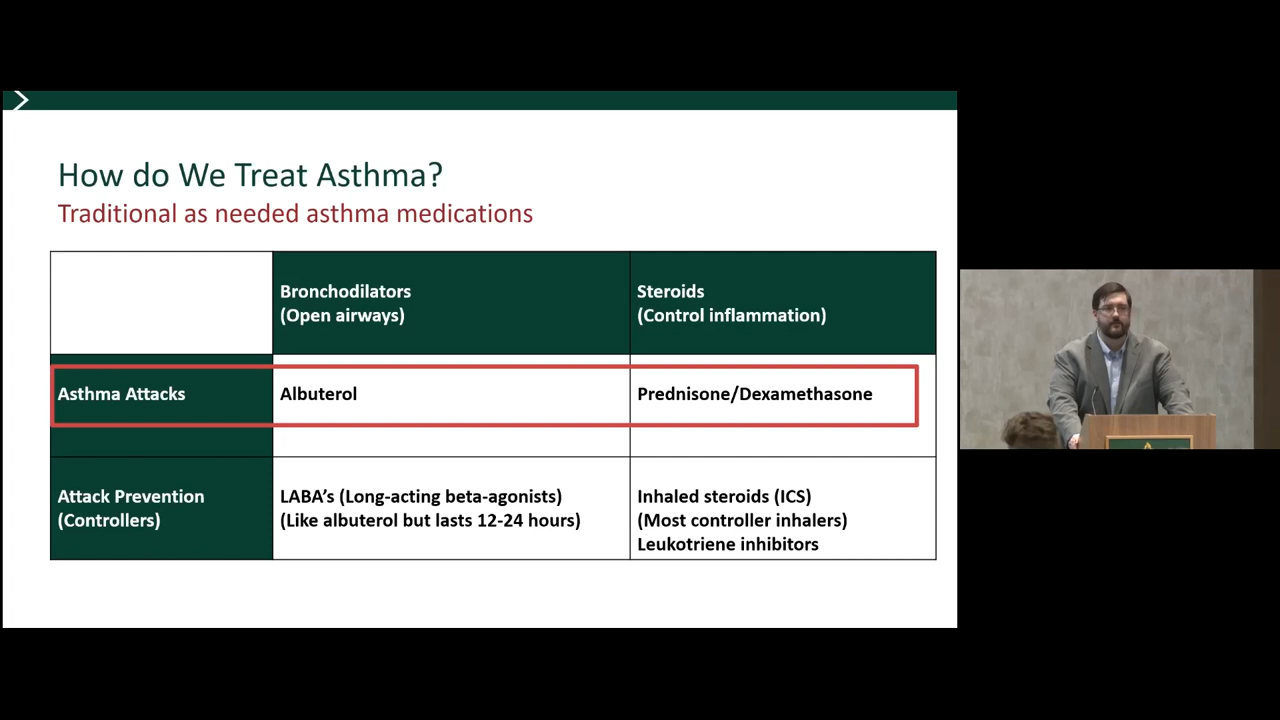 How do We Treat Asthma?
Traditional as needed asthma medications
Bronchodilators
(Open airways)
Steroids
(Control inflammation)
Asthma Attacks
Albuterol
Prednisone/Dexamethasone
Attack Prevention
(Controllers)
LABA's (Long-acting beta-agonists)
(Like albuterol but lasts 12-24 hours)
Inhaled steroids (ICS)
(Most controller inhalers)
Leukotriene inhibitors